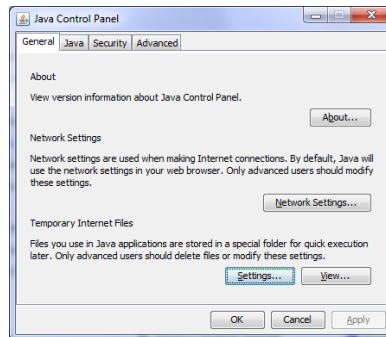 Java Control Panel
General Java Security Advanced
About
View version information about Java Control Panel.
About...
Network Settings
Network settings are used when making Internet connections. By default, Java will
use the network settings in your web browser. Only advanced users should modify
these settings.
Network Settings...
Temporary Internet Files
Files you use in Java applications are stored in a special folder for quick execution
later. Only advanced users should delete files or modify these settings.
Settings... View...
OK Cancel Apply